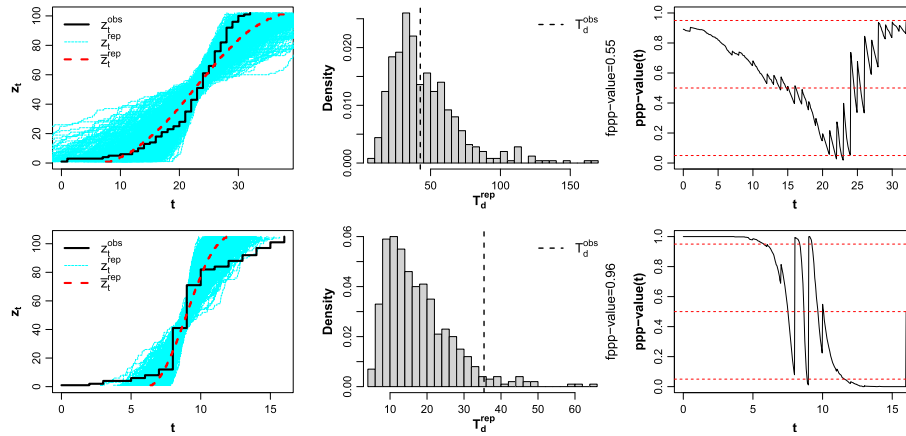 z_t^obs
z_t^rep
z̅_t^rep
z_t
0 20 40 60 80 100
0 10 20 30
t
T_d^obs
Density
0.000 0.010 0.020
50 100 150
T_d^rep
fppp-value=0.55
ppp-value(t)
0.0 0.2 0.4 0.6 0.8 1.0
0 5 10 15 20 25 30
t
z_t^obs
z_t^rep
z̅_t^rep
z_t
0 20 40 60 80 100
0 5 10 15
t
T_d^obs
Density
0.00 0.02 0.04 0.06
10 20 30 40 50 60
T_d^rep
fppp-value=0.96
ppp-value(t)
0.0 0.2 0.4 0.6 0.8 1.0
0 5 10 15
t